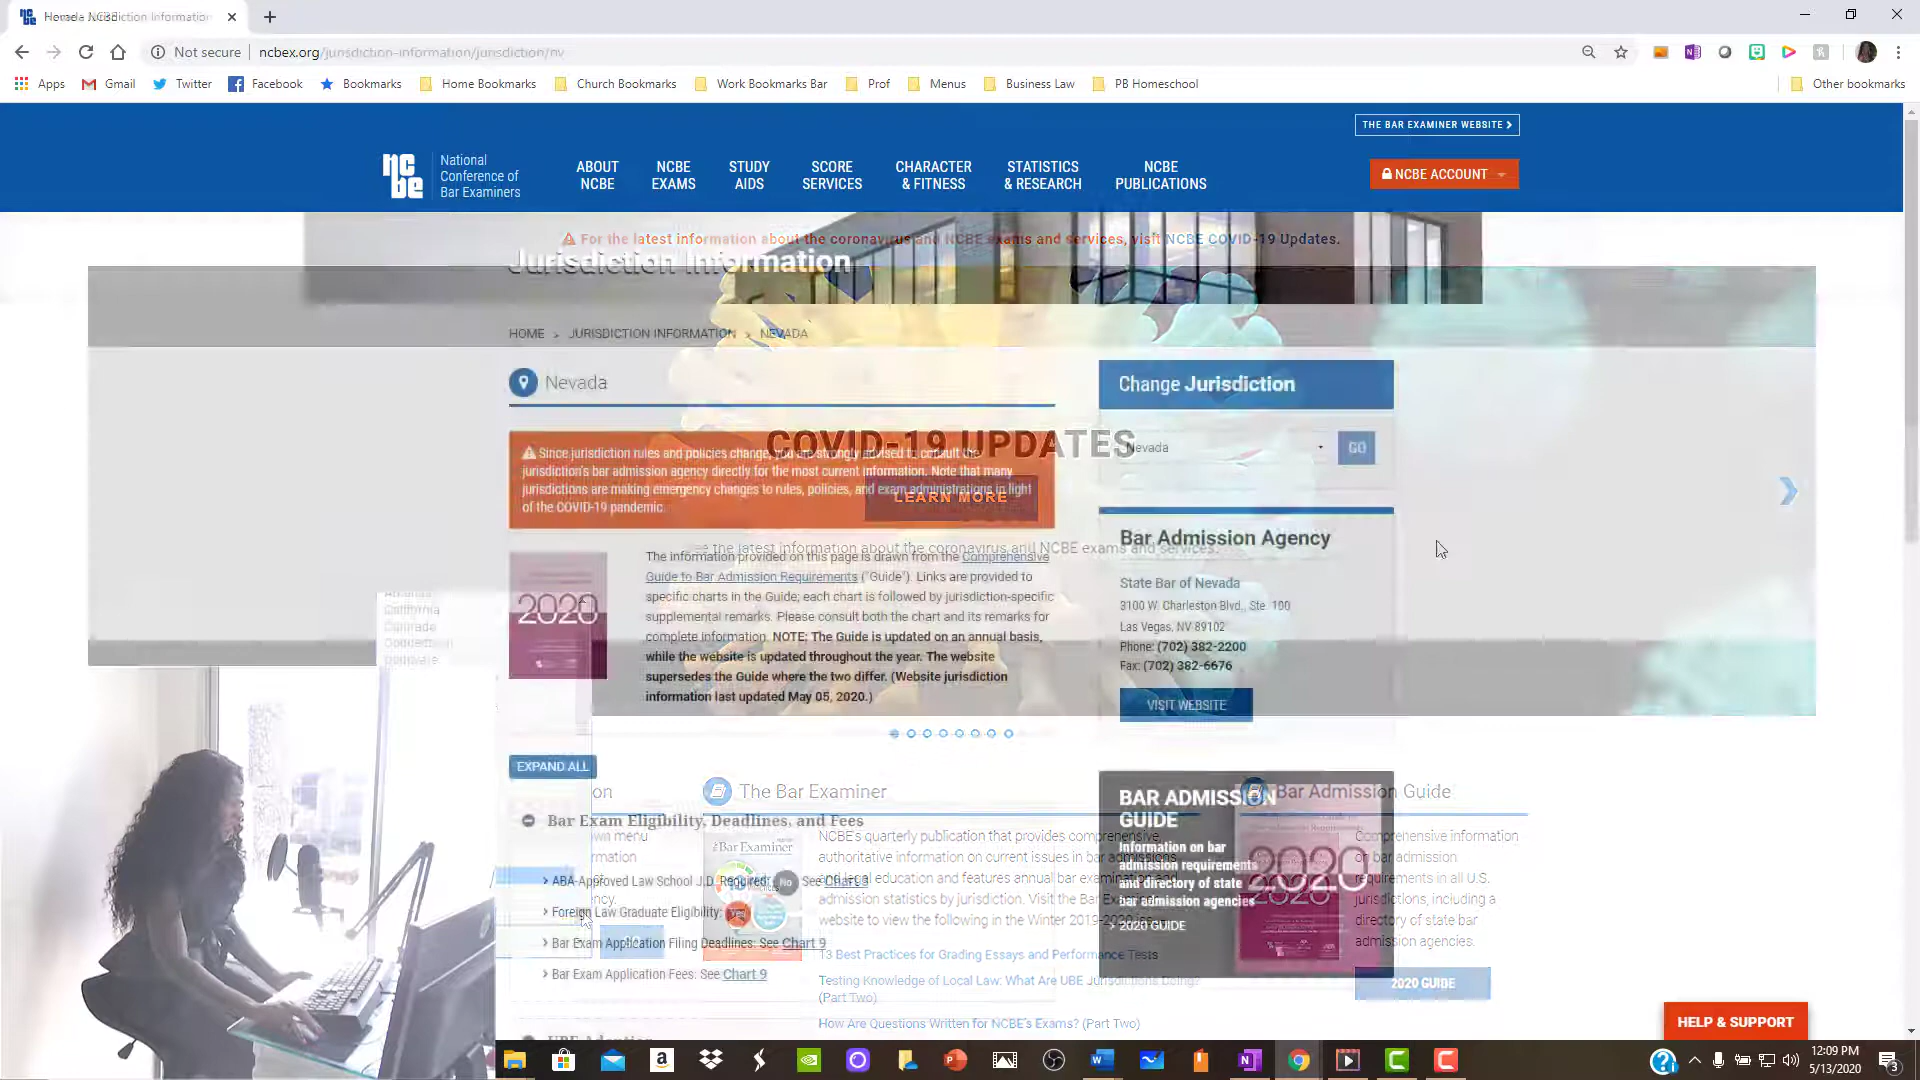 Not secure
ncbex.org/jurisdiction-information/jurisdiction/nv
Apps
Gmail
Twitter
Facebook
Bookmarks
Home Bookmarks
Church Bookmarks
Work Bookmarks Bar
Prof
Menus
Business Law
PB Homeschool
Other bookmarks
THE BAR EXAMINER WEBSITE
ncbe
National
Conference of
Bar Examiners
ABOUT
NCBE
NCBE
EXAMS
STUDY
AIDS
SCORE
SERVICES
CHARACTER
& FITNESS
STATISTICS
& RESEARCH
NCBE
PUBLICATIONS
NCBE ACCOUNT
For the latest information about the coronavirus and NCBE exams and services, visit NCBE COVID-19 Updates.
Jurisdiction Information
HOME > JURISDICTION INFORMATION > NEVADA
Nevada
Change Jurisdiction
Nevada
GO
COVID-19 UPDATES
LEARN MORE
the latest information about the coronavirus and NCBE exams and services.
Since jurisdiction rules and policies change, you are strongly advised to consult the
jurisdiction's bar admission agency directly for the most current information. Note that many
jurisdictions are making emergency changes to rules, policies, and exam administrations in light
of the COVID-19 pandemic.
2020
The information provided on this page is drawn from the Comprehensive
Guide to Bar Admission Requirements ("Guide"). Links are provided to
specific charts in the Guide; each chart is followed by jurisdiction-specific
supplemental remarks. Please consult both the chart and its remarks for
complete information. NOTE: The Guide is updated on an annual basis,
while the website is updated throughout the year. The website
supersedes the Guide where the two differ. (Website jurisdiction
information last updated May 05, 2020.)
Bar Admission Agency
State Bar of Nevada
3100 W. Charleston Blvd., Ste. 100
Las Vegas, NV 89102
Phone: (702) 382-2200
Fax: (702) 382-6676
VISIT WEBSITE
California
Colorado
Connecticut
Delaware
EXPAND ALL
Bar Exam Eligibility, Deadlines, and Fees
ABA-Approved Law School J.D. Required: No See Chart 3
Foreign Law Graduate Eligibility: Yes
Bar Exam Application Filing Deadlines: See Chart 9
Bar Exam Application Fees: See Chart 9
UBE Adoption
The Bar Examiner
NCBE's quarterly publication that provides comprehensive,
authoritative information on current issues in bar admissions
and legal education and features annual bar examination and
admission statistics by jurisdiction. Visit the Bar Examiner
website to view the following in the Winter 2019-2020 issue
13 Best Practices for Grading Essays and Performance Tests
Testing Knowledge of Local Law: What Are UBE Jurisdictions Doing?
(Part Two)
How Are Questions Written for NCBE's Exams? (Part Two)
BAR ADMISSION
GUIDE
Information on bar
admission requirements
and directory of state
bar admission agencies
2020 GUIDE
2020
Bar Admission Guide
Comprehensive information
on bar admission
requirements in all U.S.
jurisdictions, including a
directory of state bar
admission agencies.
2020 GUIDE
HELP & SUPPORT
12:09 PM
5/13/2020